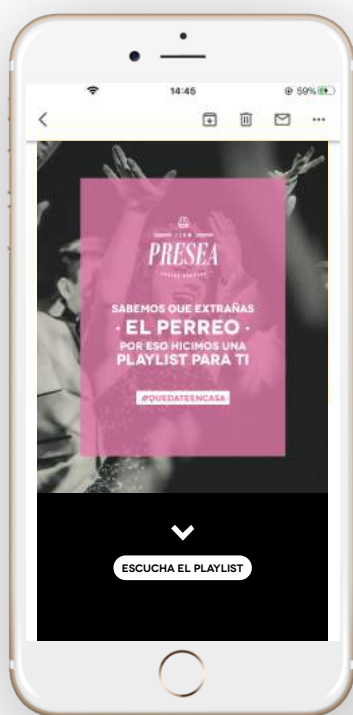 14:45
59%
CLUB
PRESEA
SABEMOS QUE EXTRAÑAS
· EL PERREO ·
POR ESO HICIMOS UNA
PLAYLIST PARA TI
#QUEDATEENCASA
ESCUCHA EL PLAYLIST